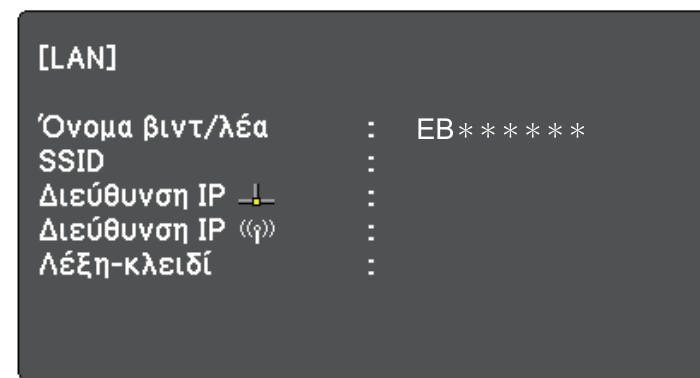 [LAN]
Όνομα βιντ/λέα : EB******
SSID :
Διεύθυνση IP :
Διεύθυνση IP :
Λέξη-κλειδί :